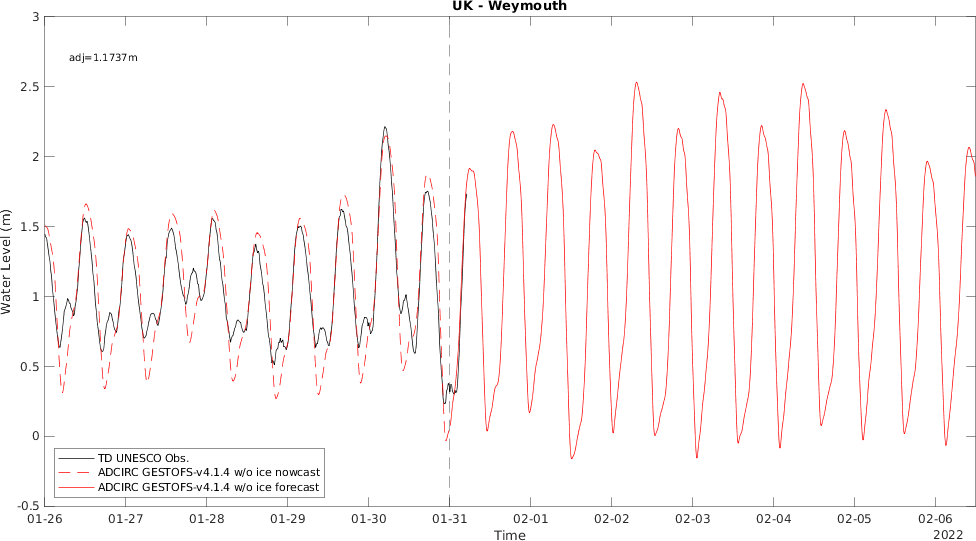 UK - Weymouth
adj=1.1737m
3
2.5
2
1.5
1
0.5
0
-0.5
Water Level (m)
TD UNESCO Obs.
ADCIRC GESTOFS-v4.1.4 w/o ice nowcast
ADCIRC GESTOFS-v4.1.4 w/o ice forecast
01-26 01-27 01-28 01-29 01-30 01-31 02-01 02-02 02-03 02-04 02-05 02-06
Time
2022